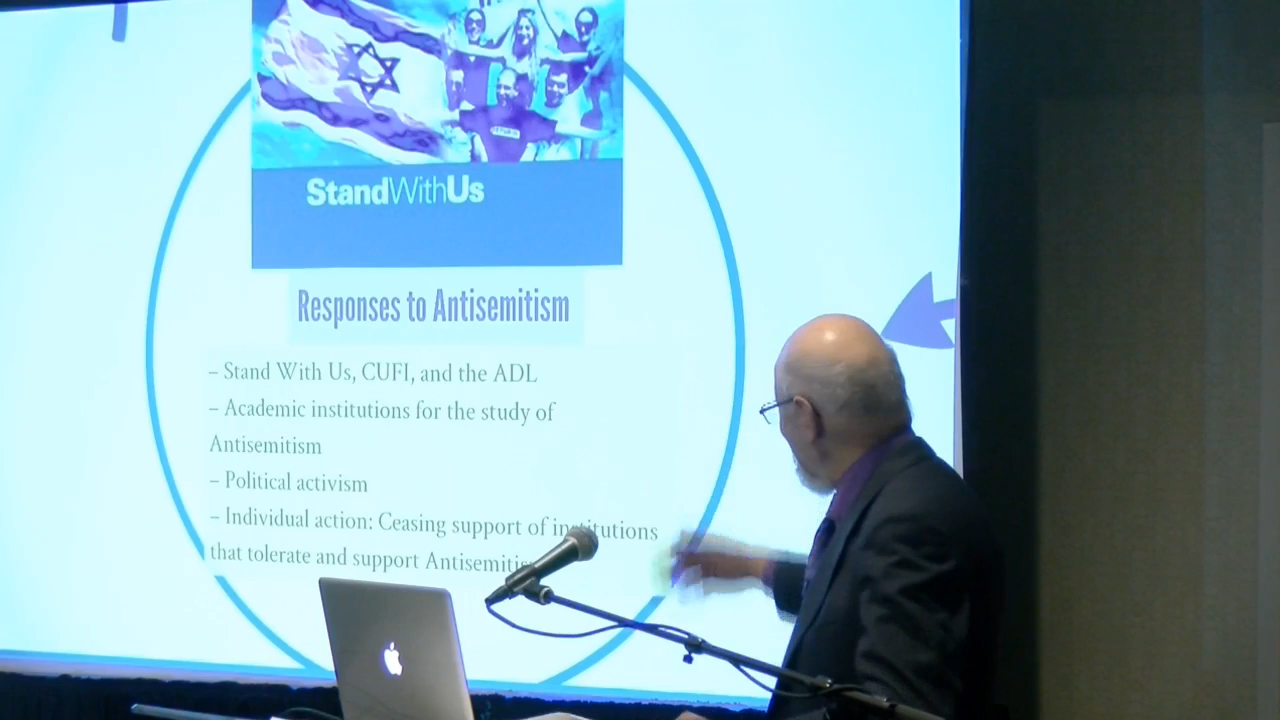 StandWithUs
Responses to Antisemitism
– Stand With Us, CUFI, and the ADL
– Academic institutions for the study of
Antisemitism
– Political activism
– Individual action: Ceasing support of institutions
that tolerate and support Antisemitism